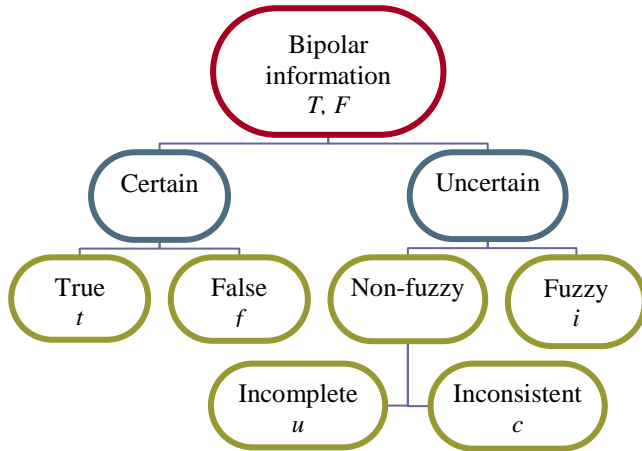 Bipolar
information
T, F
Certain
Uncertain
True
t
False
f
Non-fuzzy
Fuzzy
i
Incomplete
u
Inconsistent
c